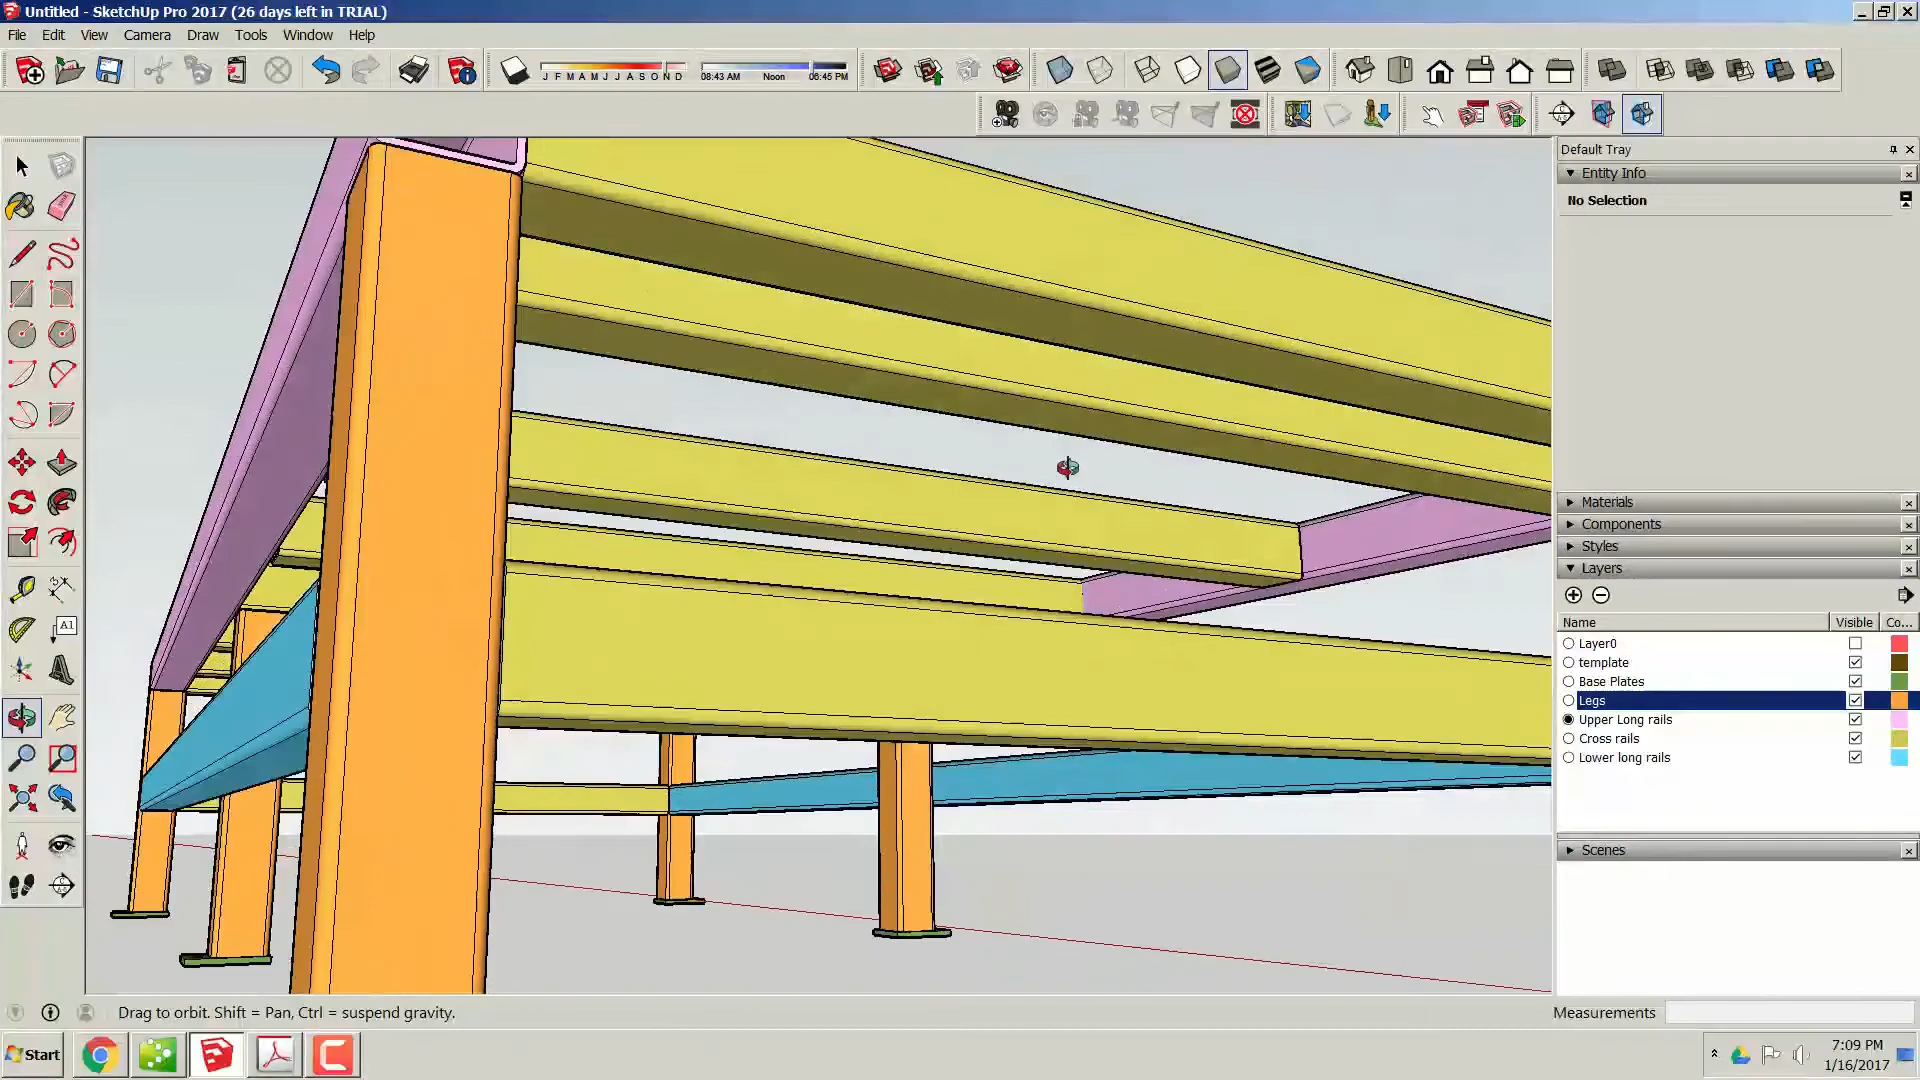 Untitled - SketchUp Pro 2017 (26 days left in TRIAL)
File Edit View Camera Draw Tools Window Help
J F M A M J J A S O N D 08:43 AM Noon 06:45 PM
Default Tray
Entity Info
No Selection
Materials
Components
Styles
Layers
Name Visible Co...
Layer0
template
Base Plates
Legs
Upper Long rails
Cross rails
Lower long rails
Scenes
A1
Drag to orbit. Shift = Pan, Ctrl = suspend gravity.
Measurements
Start
7:09 PM
1/16/2017